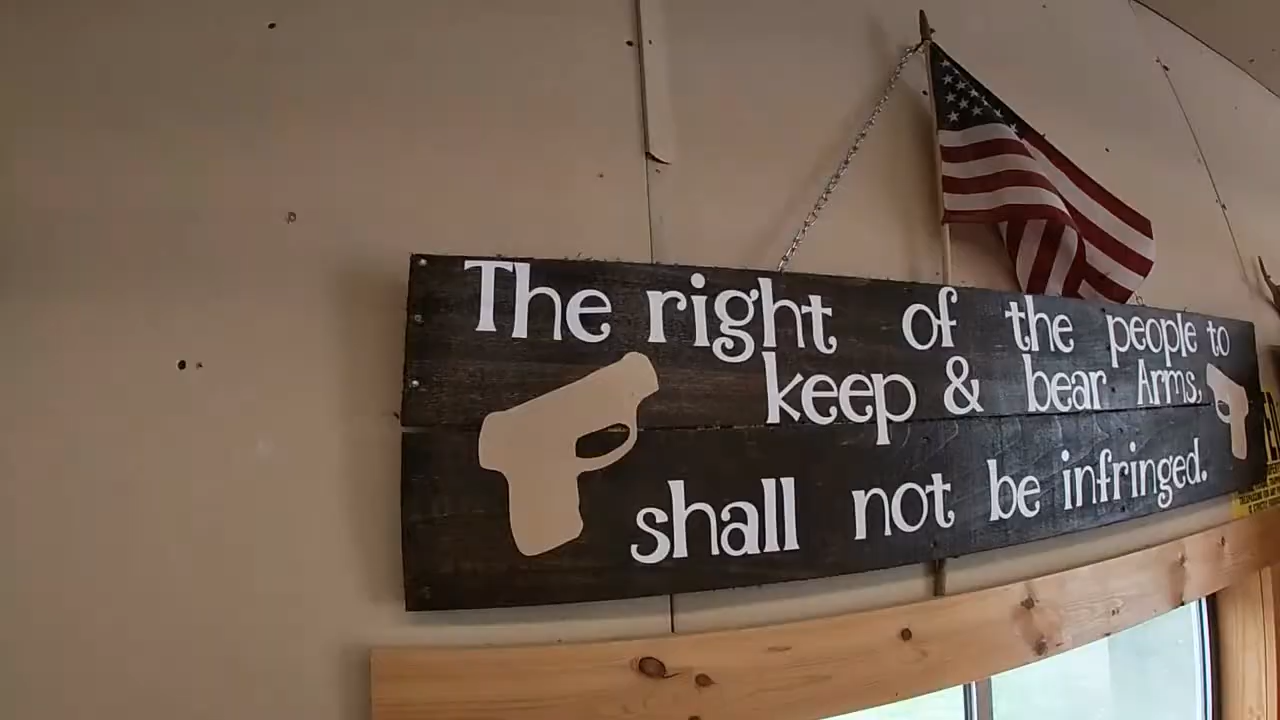 The right of the people to
keep & bear Arms,
shall not be infringed.